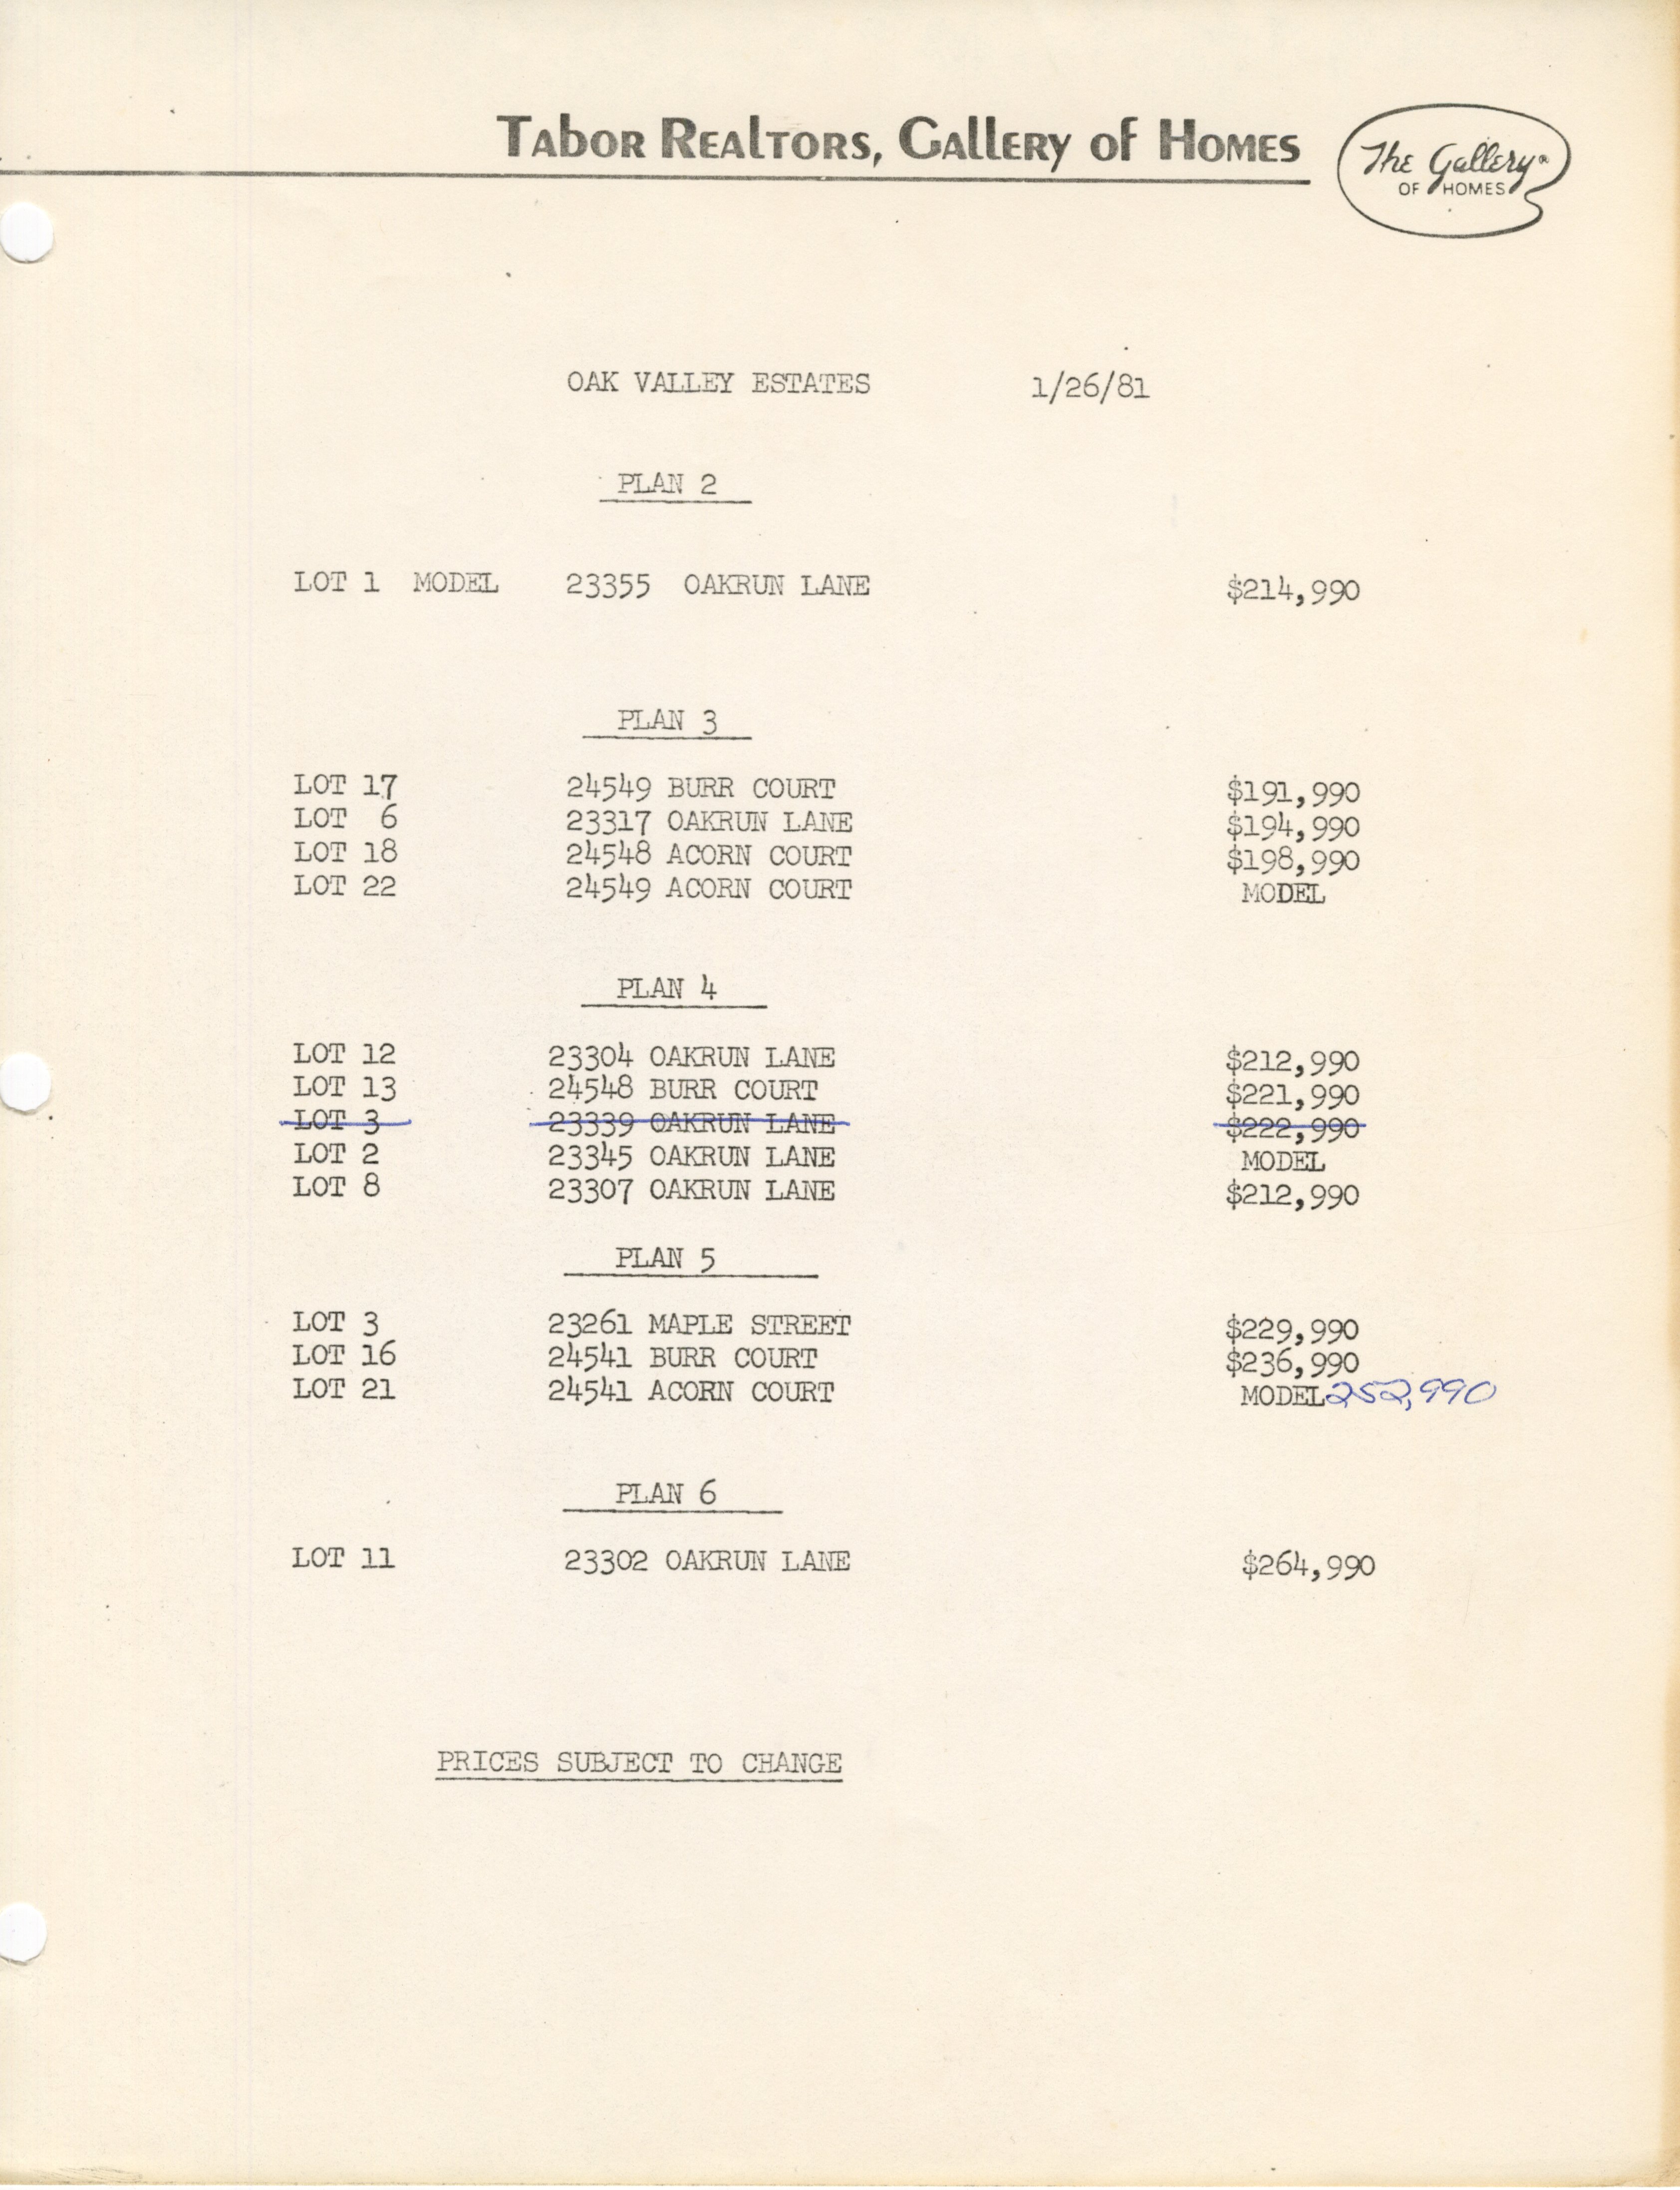 Tabor Realtors, Gallery of Homes
The Gallery®
OF HOMES
OAK VALLEY ESTATES 1/26/81
PLAN 2
LOT 1 MODEL 23355 OAKRUN LANE $214,990
PLAN 3
LOT 17 24549 BURR COURT $191,990
LOT 6 23317 OAKRUN LANE $194,990
LOT 18 24548 ACORN COURT $198,990
LOT 22 24549 ACORN COURT MODEL
PLAN 4
LOT 12 23304 OAKRUN LANE $212,990
LOT 13 24548 BURR COURT $221,990
LOT 3 23339 OAKRUN LANE $222,990
LOT 2 23345 OAKRUN LANE MODEL
LOT 8 23307 OAKRUN LANE $212,990
PLAN 5
LOT 3 23261 MAPLE STREET $229,990
LOT 16 24541 BURR COURT $236,990
LOT 21 24541 ACORN COURT MODEL 252,990
PLAN 6
LOT 11 23302 OAKRUN LANE $264,990
PRICES SUBJECT TO CHANGE